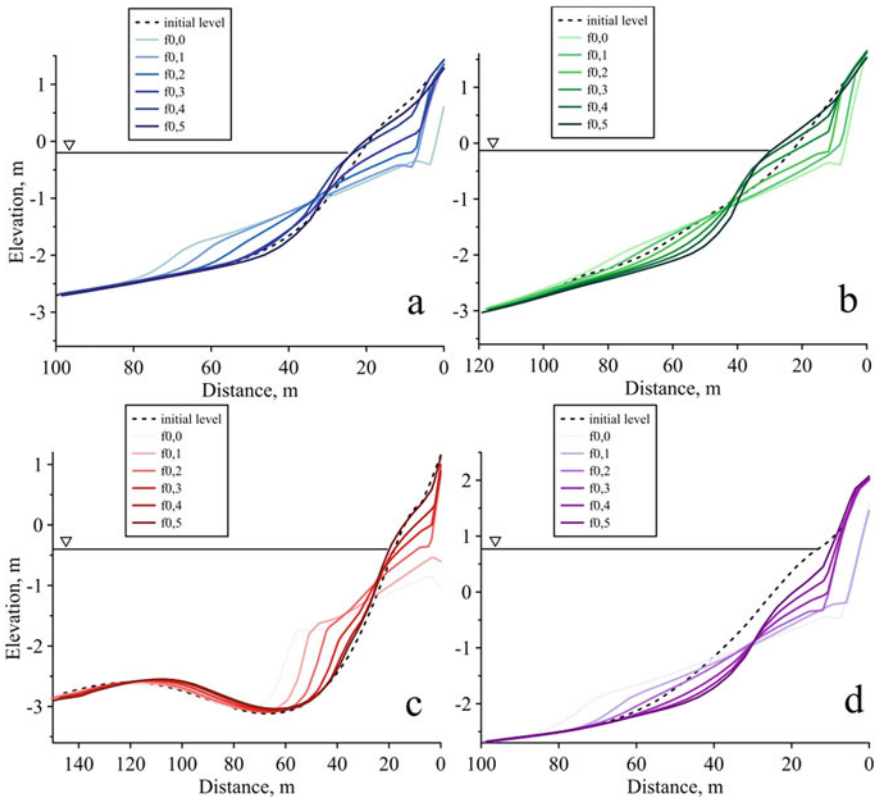 initial level
f0,0
f0,1
f0,2
f0,3
f0,4
f0,5
1
0
-1
-2
-3
Elevation, m
a
100 80 60 40 20 0
Distance, m
initial level
f0,0
f0,1
f0,2
f0,3
f0,4
f0,5
1
0
-1
-2
-3
b
120 100 80 60 40 20 0
Distance, m
initial level
f0,0
f0,1
f0,2
f0,3
f0,4
f0,5
1
0
-1
-2
-3
Elevation, m
c
140 120 100 80 60 40 20 0
Distance, m
initial level
f0,0
f0,1
f0,2
f0,3
f0,4
f0,5
2
1
0
-1
-2
d
100 80 60 40 20 0
Distance, m